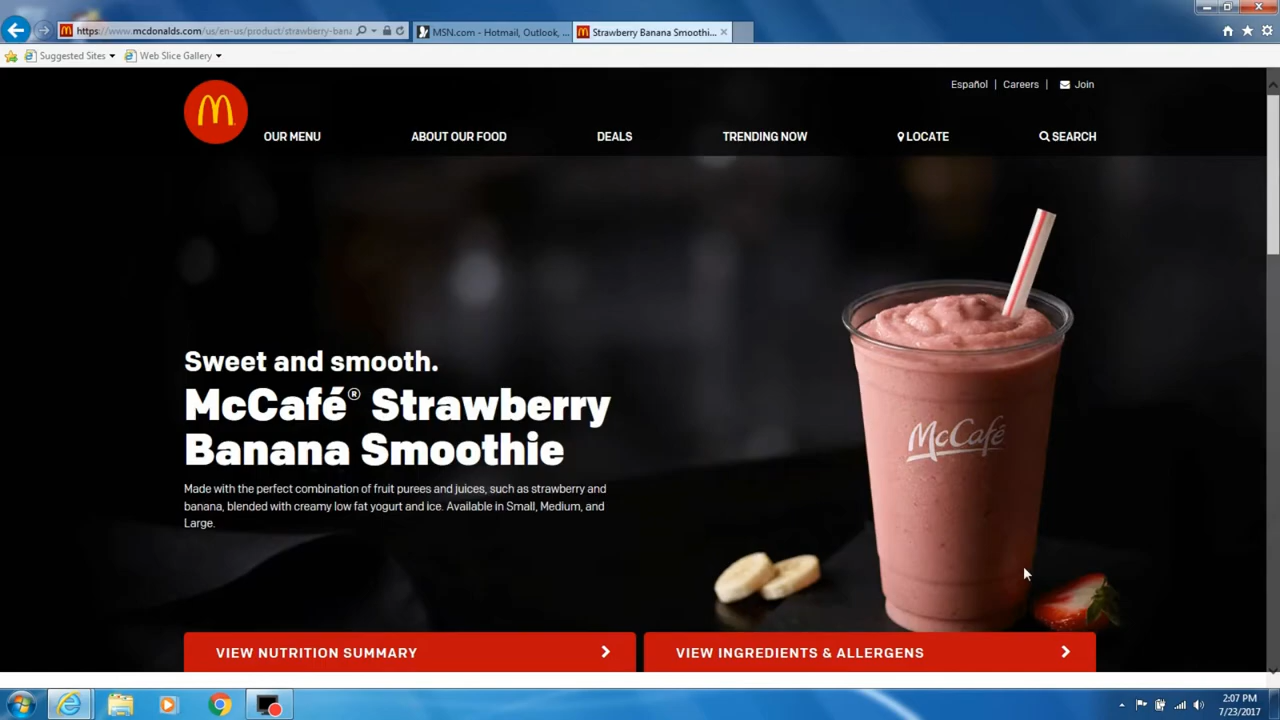 https://www.mcdonalds.com/us/en-us/product/strawberry-bana
MSN.com - Hotmail, Outlook, ...
Strawberry Banana Smoothi...
Suggested Sites
Web Slice Gallery
Español | Careers | Join
OUR MENU
ABOUT OUR FOOD
DEALS
TRENDING NOW
LOCATE
SEARCH
Sweet and smooth.
McCafé® Strawberry
Banana Smoothie
Made with the perfect combination of fruit purees and juices, such as strawberry and
banana, blended with creamy low fat yogurt and ice. Available in Small, Medium, and
Large.
McCafé
VIEW NUTRITION SUMMARY
VIEW INGREDIENTS & ALLERGENS
2:07 PM
7/23/2017